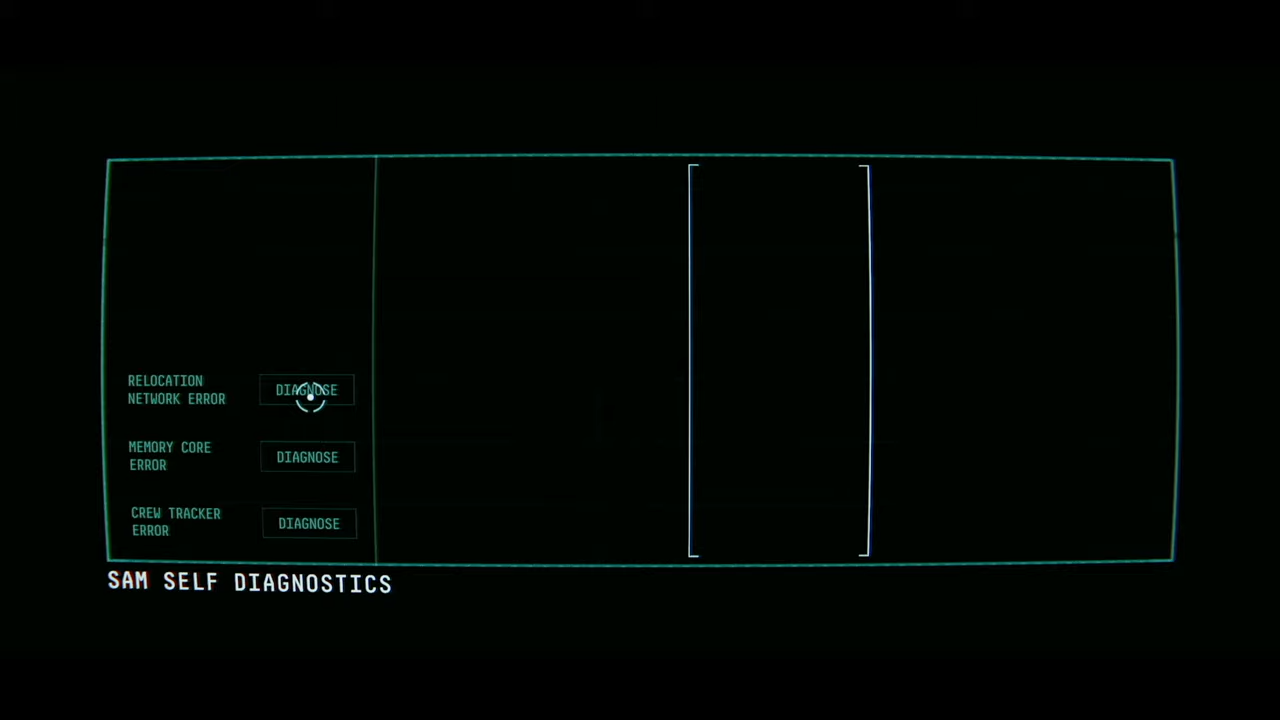 RELOCATION
NETWORK ERROR
DIAGNOSE
MEMORY CORE
ERROR
DIAGNOSE
CREW TRACKER
ERROR
DIAGNOSE
SAM SELF DIAGNOSTICS